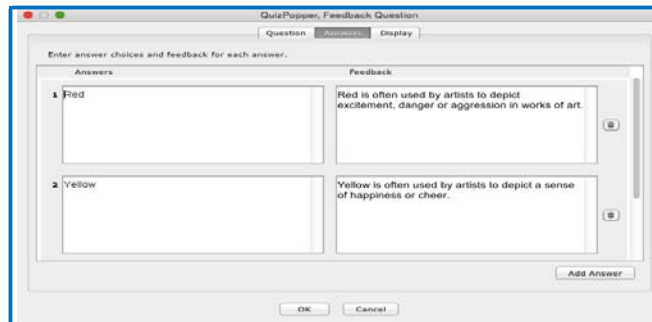 QuizPopper, Feedback Question
Question Answers Display
Enter answer choices and feedback for each answer.
Answers Feedback
1 Red
Red is often used by artists to depict
excitement, danger or aggression in works of art.
2 Yellow
Yellow is often used by artists to depict a sense
of happiness or cheer.
Add Answer
OK Cancel